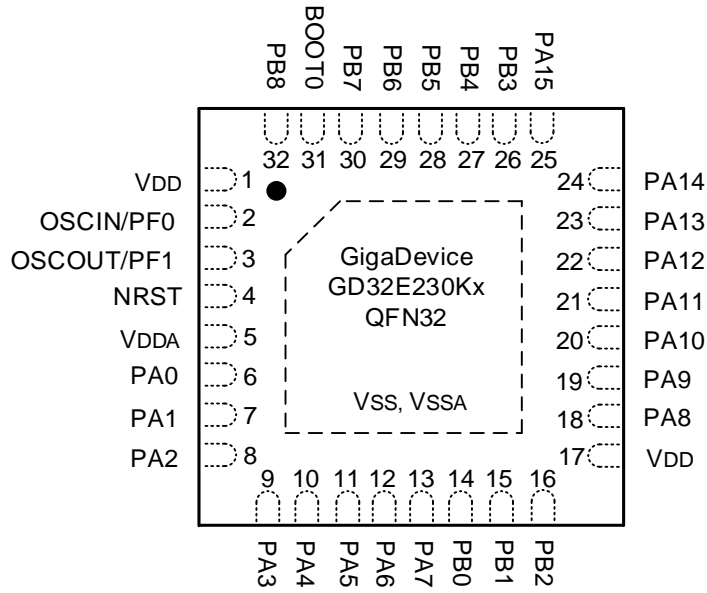 PB8
BOOT0
PB7
PB6
PB5
PB4
PB3
PA15
32
31
30
29
28
27
26
25
VDD 1
OSCIN/PF0 2
OSCOUT/PF1 3
NRST 4
VDDA 5
PA0 6
PA1 7
PA2 8
GigaDevice
GD32E230Kx
QFN32
VSS, VSSA
24 PA14
23 PA13
22 PA12
21 PA11
20 PA10
19 PA9
18 PA8
17 VDD
9
10
11
12
13
14
15
16
PA3
PA4
PA5
PA6
PA7
PB0
PB1
PB2